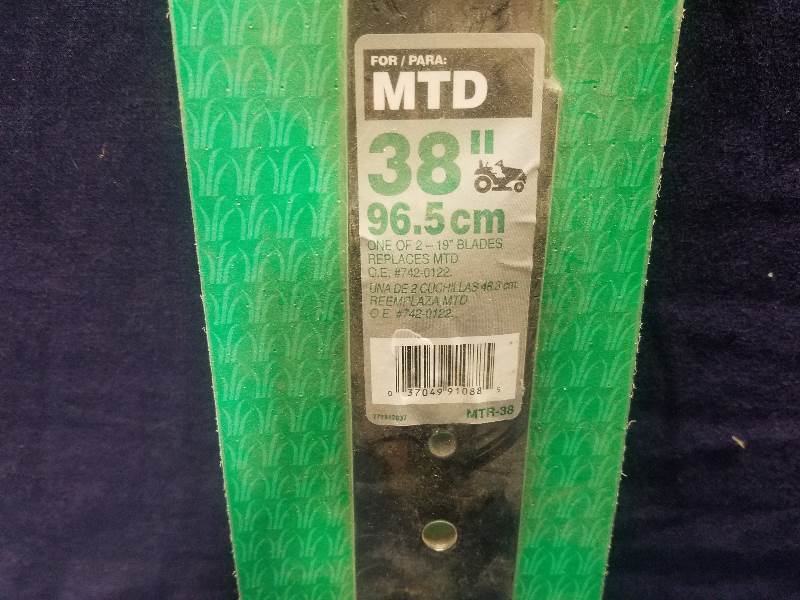 FOR / PARA:
MTD
38"
96.5cm
ONE OF 2 – 19" BLADES
REPLACES MTD
O.E. #742-0122.
UNA DE 2 CUCHILLAS 48.3 cm.
REEMPLAZA MTD
O.E. #742-0122.
0 37049 91088 5
MTR-38